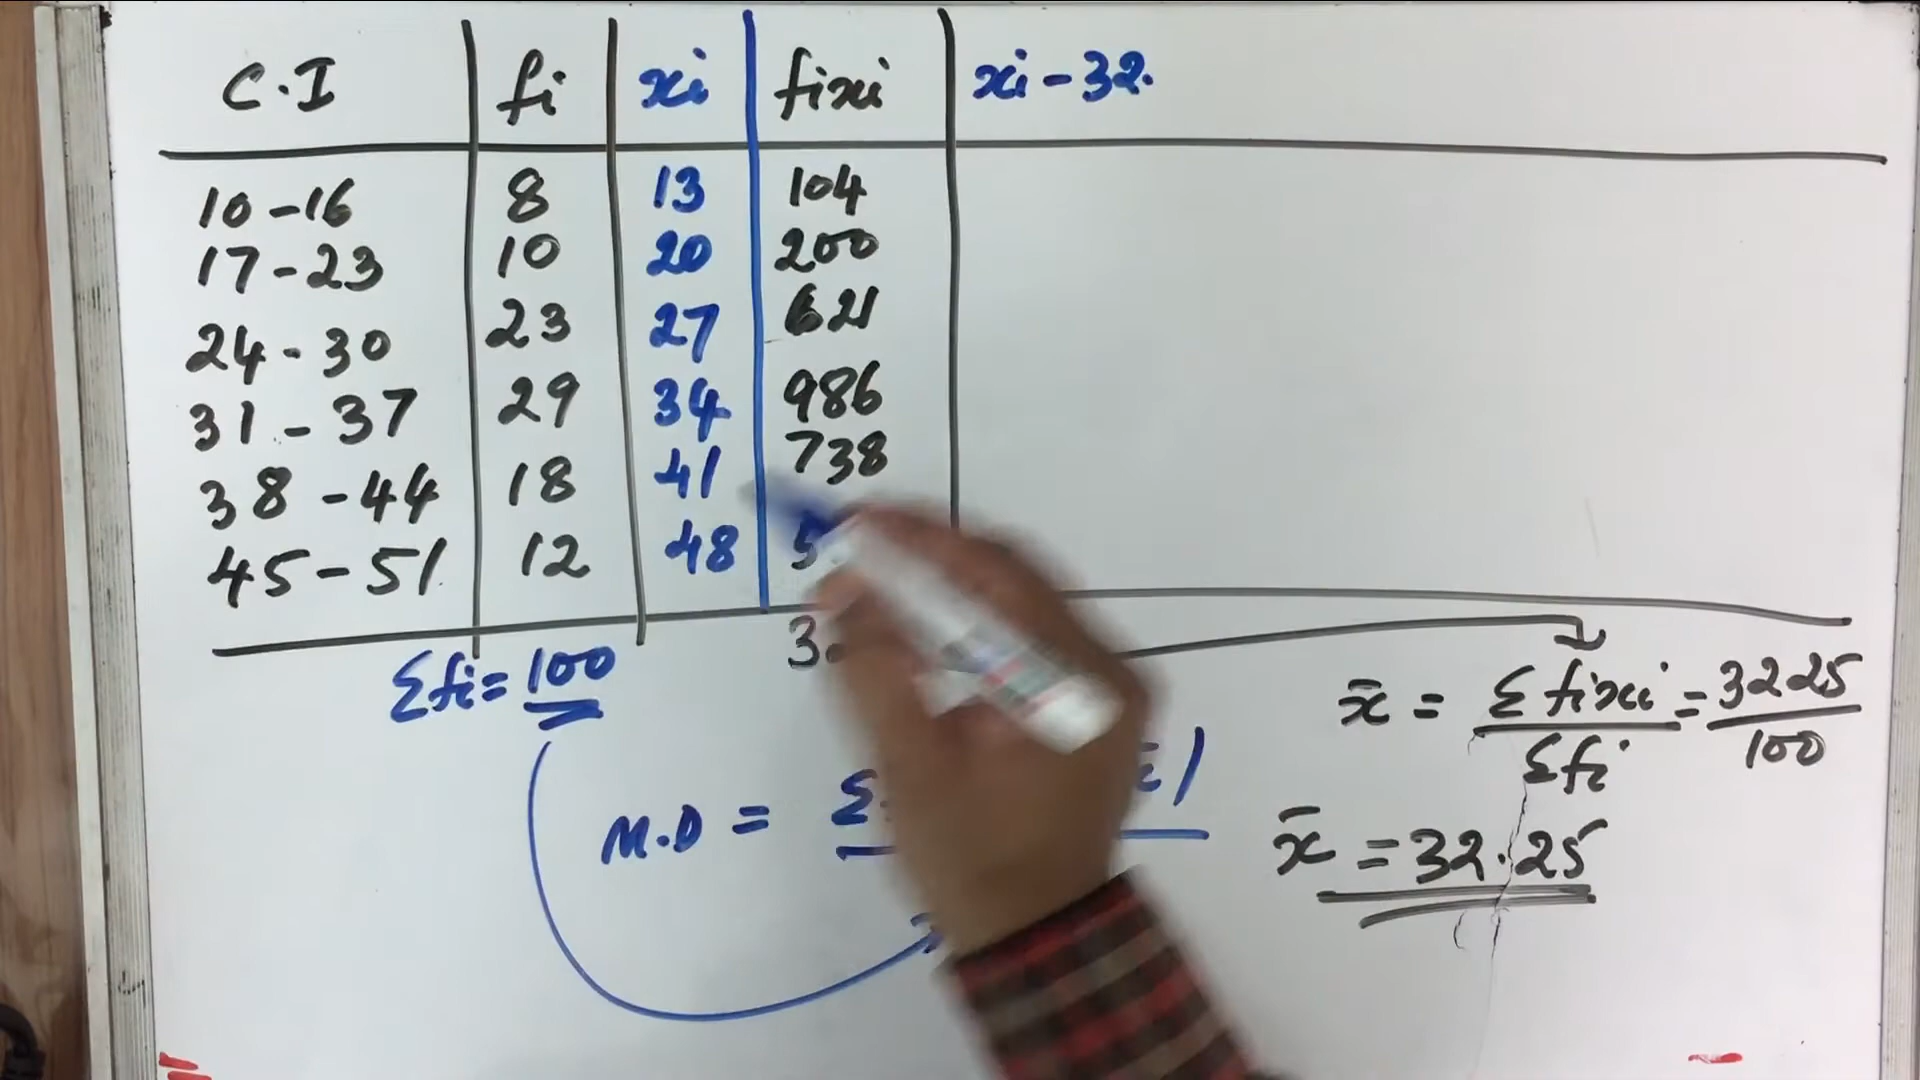 C.I fi xi fixi xi - 32.
10 - 16 8 13 104
17 - 23 10 20 200
24 - 30 23 27 621
31 - 37 29 34 986
38 - 44 18 41 738
45 - 51 12 48 5
Σfi = 100 3
x̄ = Σfixi / Σfi = 3225 / 100
M.D = Σ
x̄ = 32.25